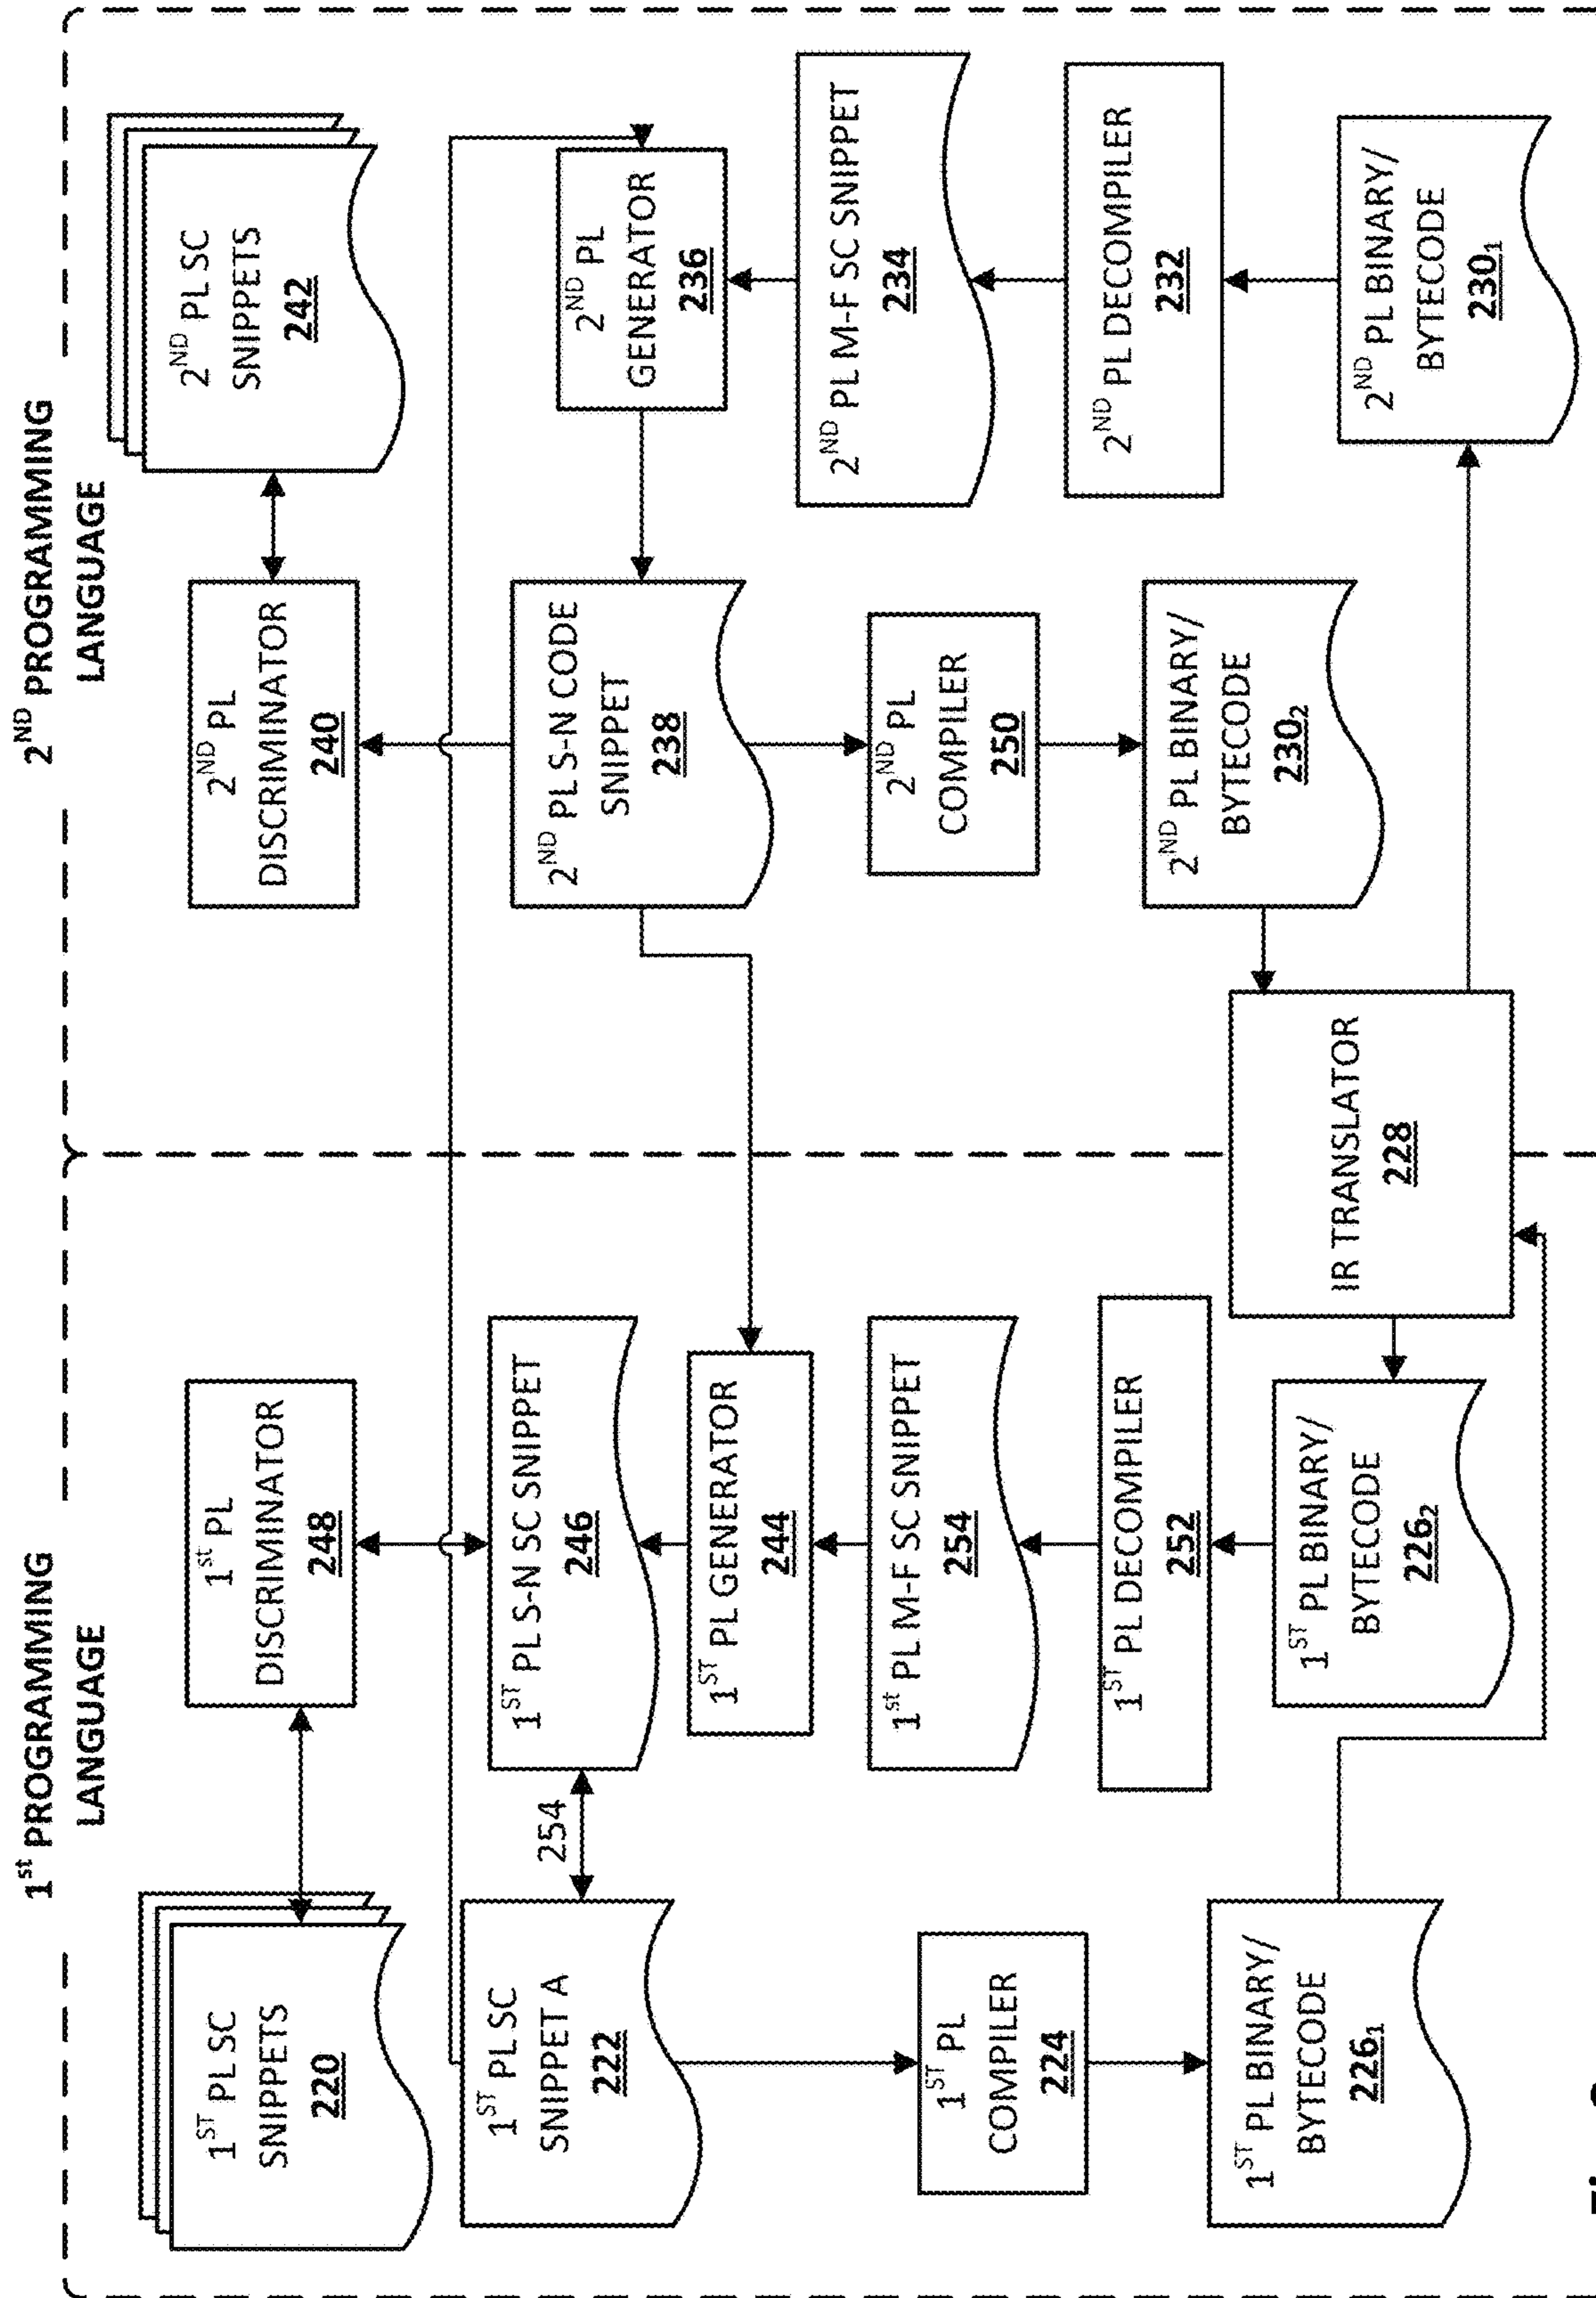 1st PROGRAMMING
LANGUAGE
2ND PROGRAMMING
LANGUAGE
1ST PL SC
SNIPPETS
220
1st PL
DISCRIMINATOR
248
2ND PL
DISCRIMINATOR
240
2ND PL SC
SNIPPETS
242
1ST PL SC
SNIPPET A
222
254
1ST PL S-N SC SNIPPET
246
2ND PL S-N CODE
SNIPPET
238
2ND PL
GENERATOR
236
1ST PL GENERATOR
244
1st PL M-F SC SNIPPET
254
2ND PL M-F SC SNIPPET
234
1ST PL
COMPILER
224
1ST PL DECOMPILER
252
2ND PL
COMPILER
250
2ND PL DECOMPILER
232
1ST PL BINARY/
BYTECODE
2261
1ST PL BINARY/
BYTECODE
2262
IR TRANSLATOR
228
2ND PL BINARY/
BYTECODE
2302
2ND PL BINARY/
BYTECODE
2301